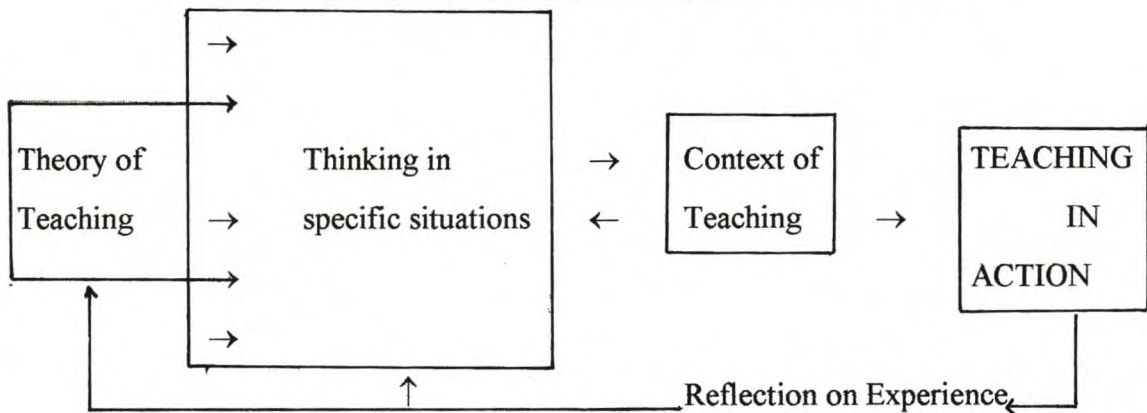 Theory of
Teaching
Thinking in
specific situations
Context of
Teaching
TEACHING
IN
ACTION
Reflection on Experience